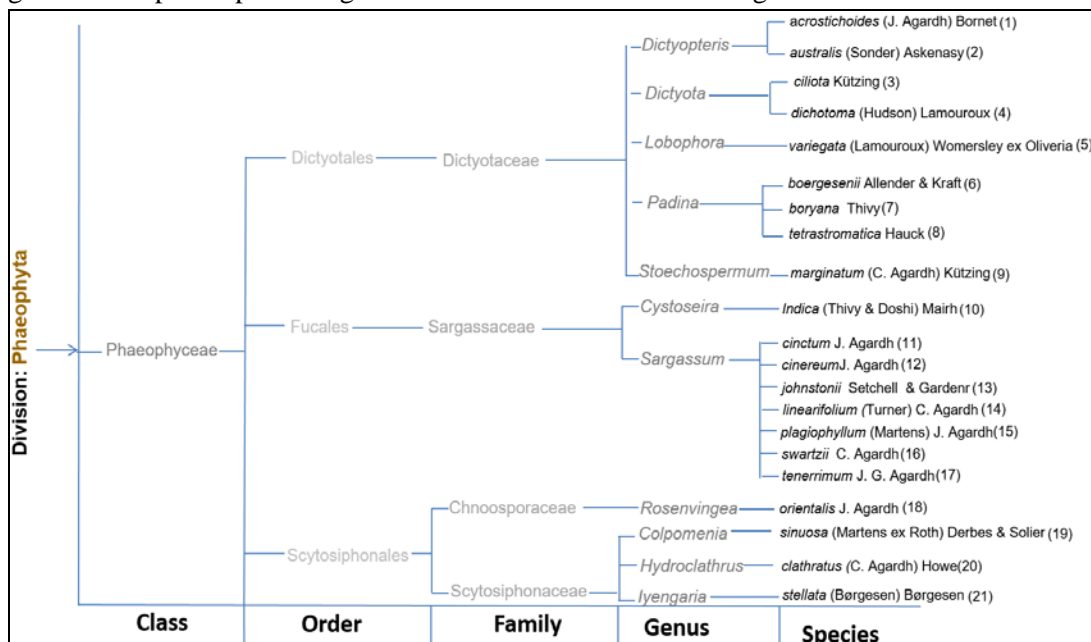 acrostichoides (J. Agardh) Bornet (1)
Dictyopteris
australis (Sonder) Askenasy (2)
ciliota Kützing (3)
Dictyota
dichotoma (Hudson) Lamouroux (4)
Lobophora
variegata (Lamouroux) Womersley ex Oliveria (5)
Dictyotales
Dictyotaceae
boergesenii Allender & Kraft (6)
Padina
boryana Thivy (7)
tetrastromatica Hauck (8)
Stoechospermum
marginatum (C. Agardh) Kützing (9)
Cystoseira
Indica (Thivy & Doshi) Mairh (10)
Fucales
Sargassaceae
Division: Phaeophyta
Phaeophyceae
Sargassum
cinctum J. Agardh (11)
cinereumJ. Agardh (12)
johnstonii Setchell & Gardenr (13)
linearifolium (Turner) C. Agardh (14)
plagiophyllum (Martens) J. Agardh(15)
swartzii C. Agardh (16)
tenerrimum J. G. Agardh (17)
Chnoosporaceae
Rosenvingea
orientalis J. Agardh (18)
Scytosiphonales
Colpomenia
sinuosa (Martens ex Roth) Derbes & Solier (19)
Hydroclathrus
clathratus (C. Agardh) Howe(20)
Scytosiphonaceae
Iyengaria
stellata (Børgesen) Børgesen (21)
Class
Order
Family
Genus
Species